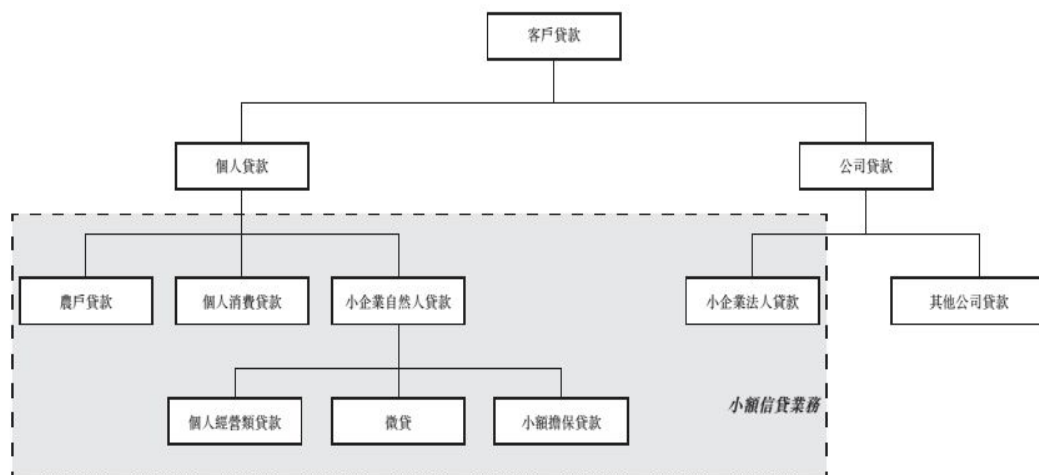 客戶貸款
個人貸款
公司貸款
農戶貸款
個人消費貸款
小企業自然人貸款
小企業法人貸款
其他公司貸款
小額信貸業務
個人經營類貸款
微貸
小額擔保貸款